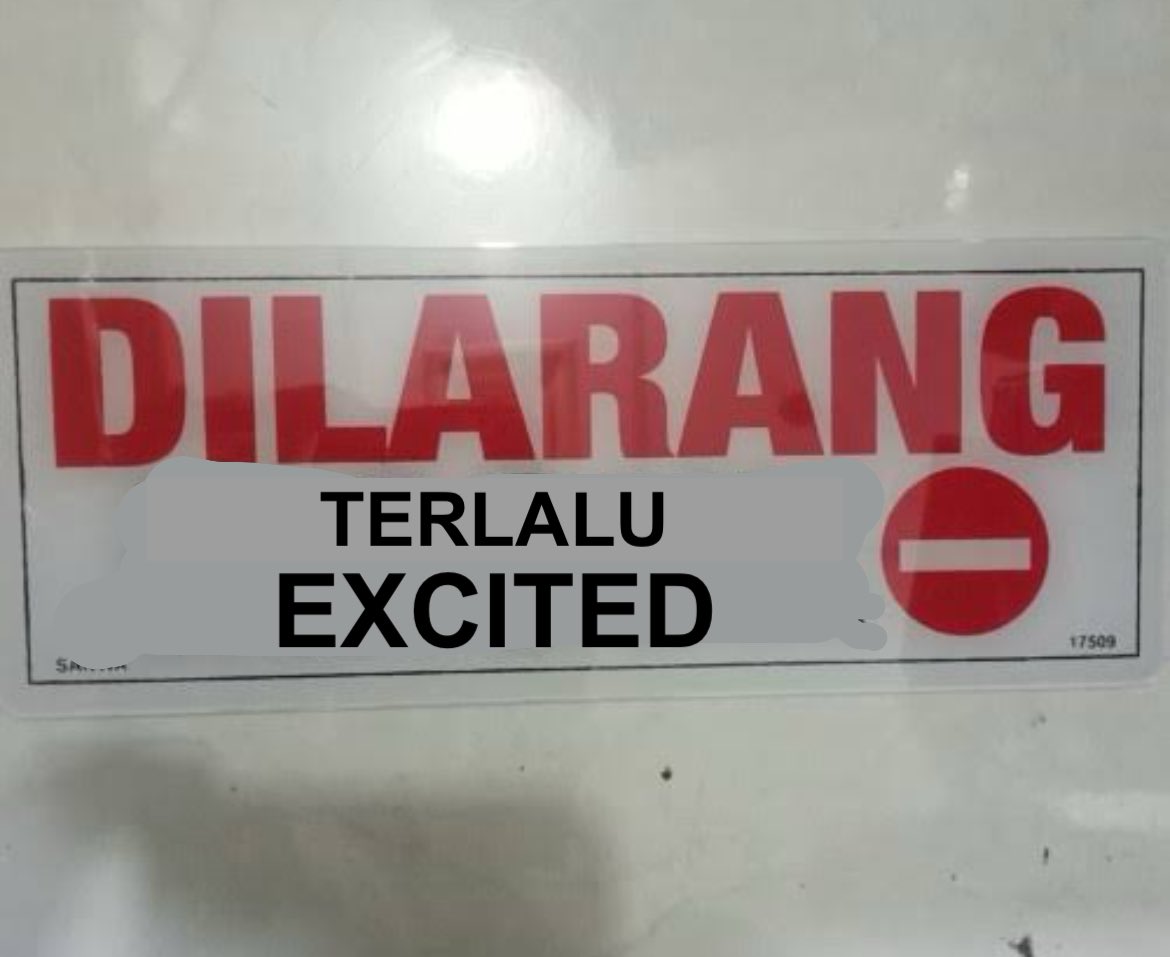 DILARANG
TERLALU
EXCITED
17509